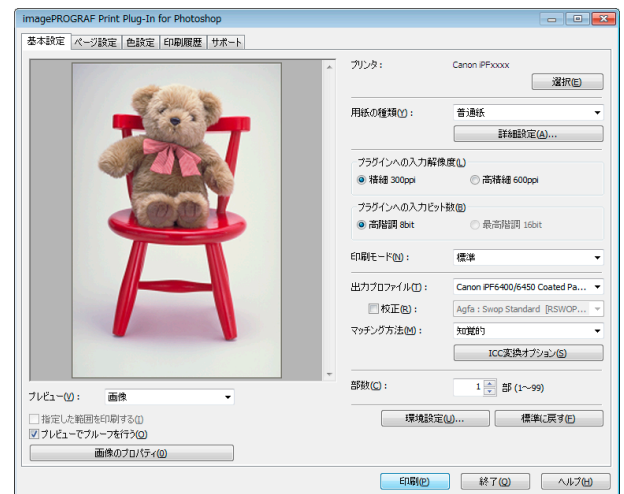 imagePROGRAF Print Plug-In for Photoshop
基本設定 ページ設定 色設定 印刷履歴 サポート
プリンタ： Canon iPFxxxx
選択(E)
用紙の種類(Y)： 普通紙
詳細設定(A)...
プラグインへの入力解像度(L)
精細 300ppi 高精細 600ppi
プラグインへの入力ビット数(B)
高階調 8bit 最高階調 16bit
印刷モード(N)： 標準
出力プロファイル(T)： Canon iPF6400/6450 Coated Pa...
校正(R)： Agfa : Swop Standard [RSWOP...
マッチング方法(M)： 知覚的
ICC変換オプション(S)
部数(C)： 1 部 (1～99)
プレビュー(V)： 画像
指定した範囲を印刷する(I)
プレビューでプルーフを行う(O)
画像のプロパティ(0)
環境設定(U)... 標準に戻す(F)
印刷(P) 終了(Q) ヘルプ(H)